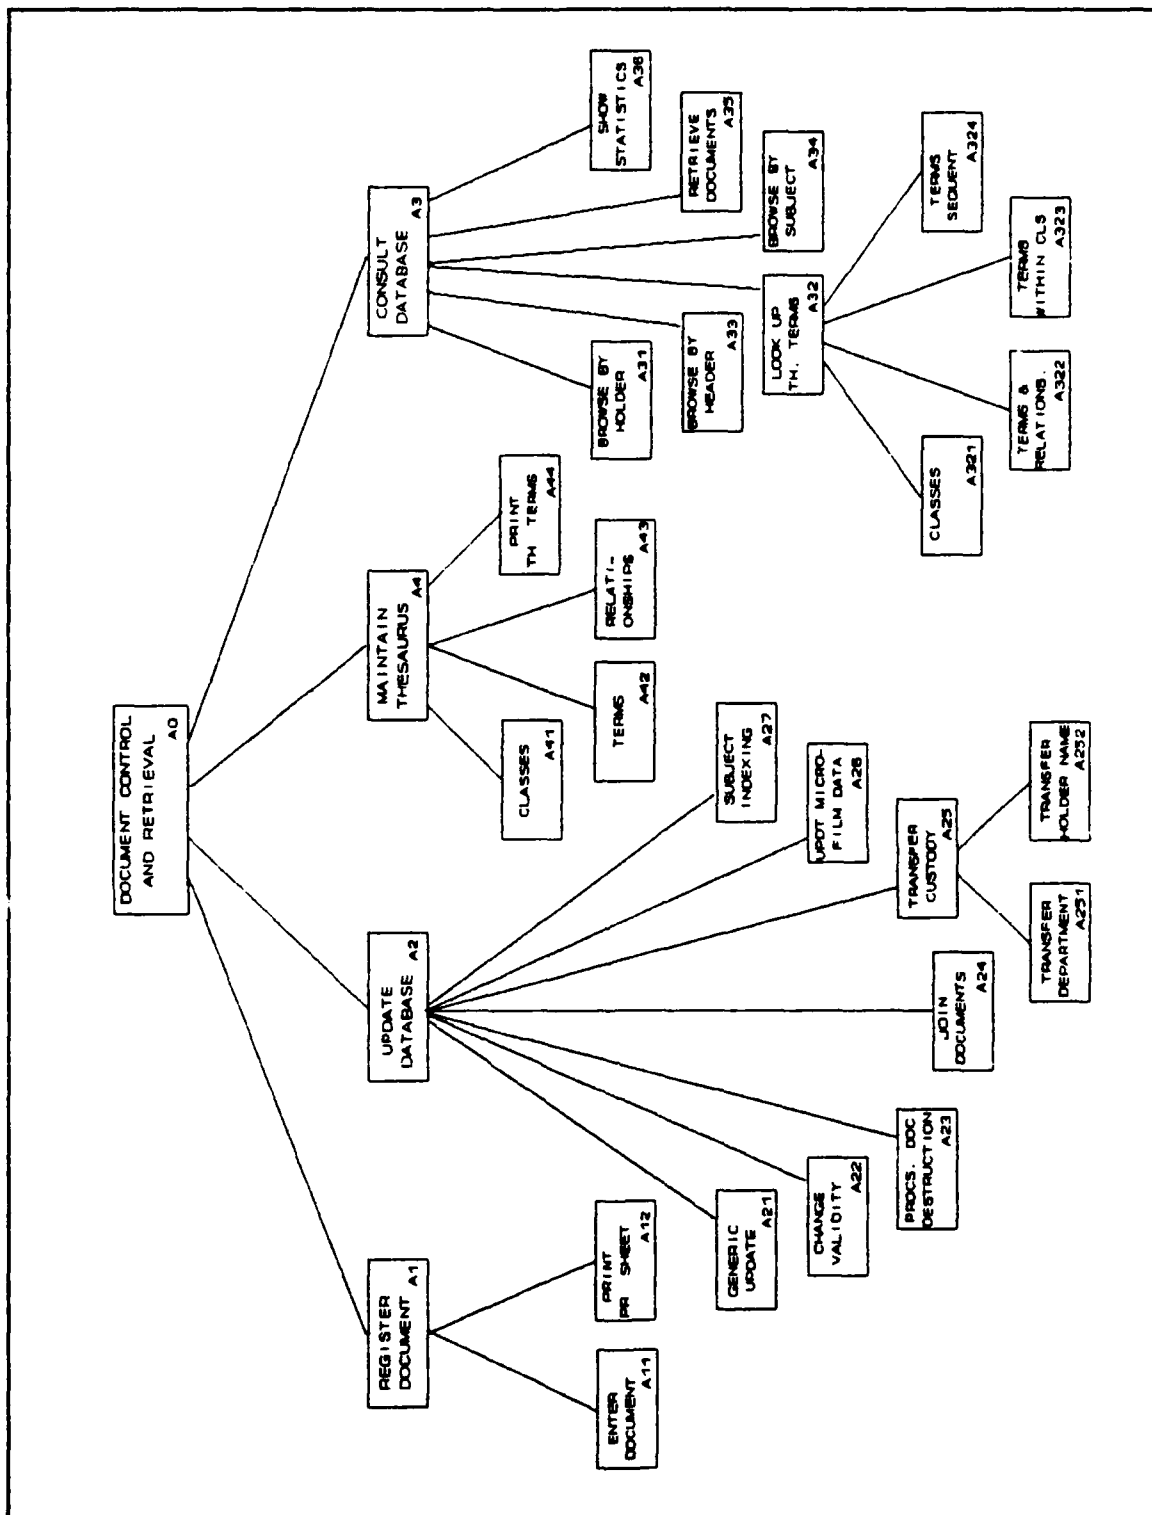 DOCUMENT CONTROL
AND RETRIEVAL
A0
REGISTER
DOCUMENT
A1
UPDATE
DATABASE
A2
MAINTAIN
THESAURUS
A4
CONSULT
DATABASE
A3
ENTER
DOCUMENT
A11
PRINT
PR SHEET
A12
GENERIC
UPDATE
A21
CHANGE
VALIDITY
A22
PROCS. DOC
DESTRUCTION
A23
JOIN
DOCUMENTS
A24
TRANSFER
CUSTODY
A25
UPDT MICRO-
FILM DATA
A26
SUBJECT
INDEXING
A27
TRANSFER
DEPARTMENT
A251
TRANSFER
HOLDER NAME
A252
CLASSES
A41
TERMS
A42
RELATI-
ONSHIPS
A43
PRINT
TH TERMS
A44
BROWSE BY
HOLDER
A31
BROWSE BY
HEADER
A33
LOOK UP
TH. TERMS
A32
BROWSE BY
SUBJECT
A34
RETRIEVE
DOCUMENTS
A35
SHOW
STATISTICS
A36
CLASSES
A321
TERMS &
RELATIONS.
A322
TERMS
WITHIN CLS
A323
TERMS
SEQUENT
A324